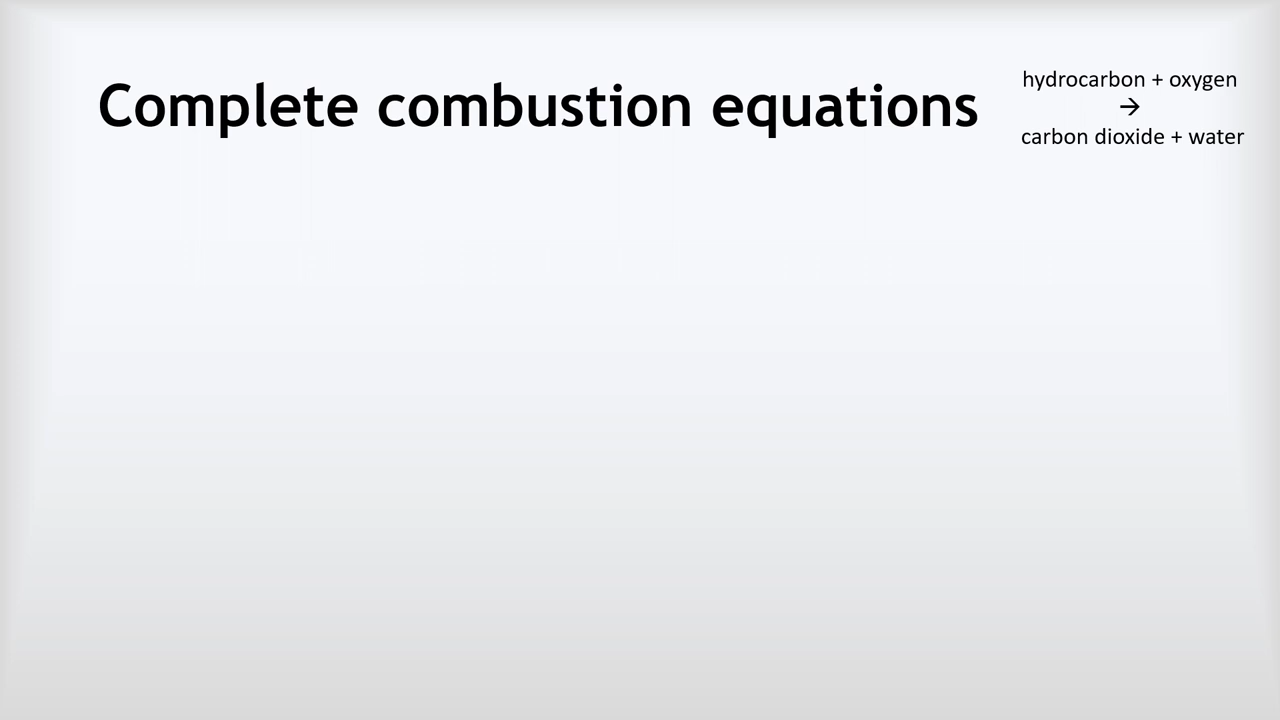 Complete combustion equations
hydrocarbon + oxygen
→
carbon dioxide + water